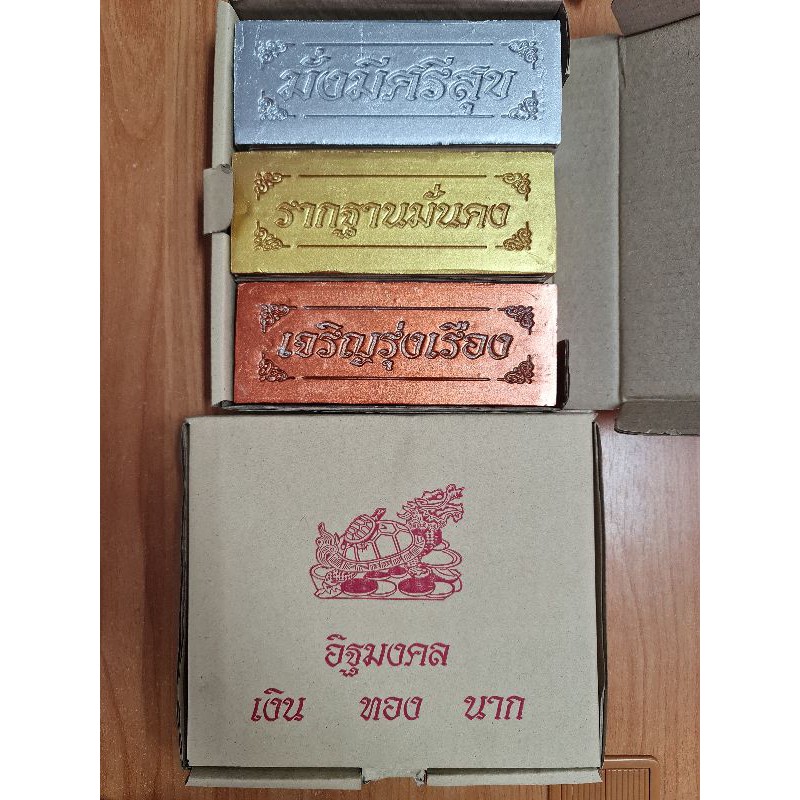 มั่งมีศรีสุข
รากฐานมั่นคง
เจริญรุ่งเรือง
อิฐมงคล
เงิน ทอง นาก